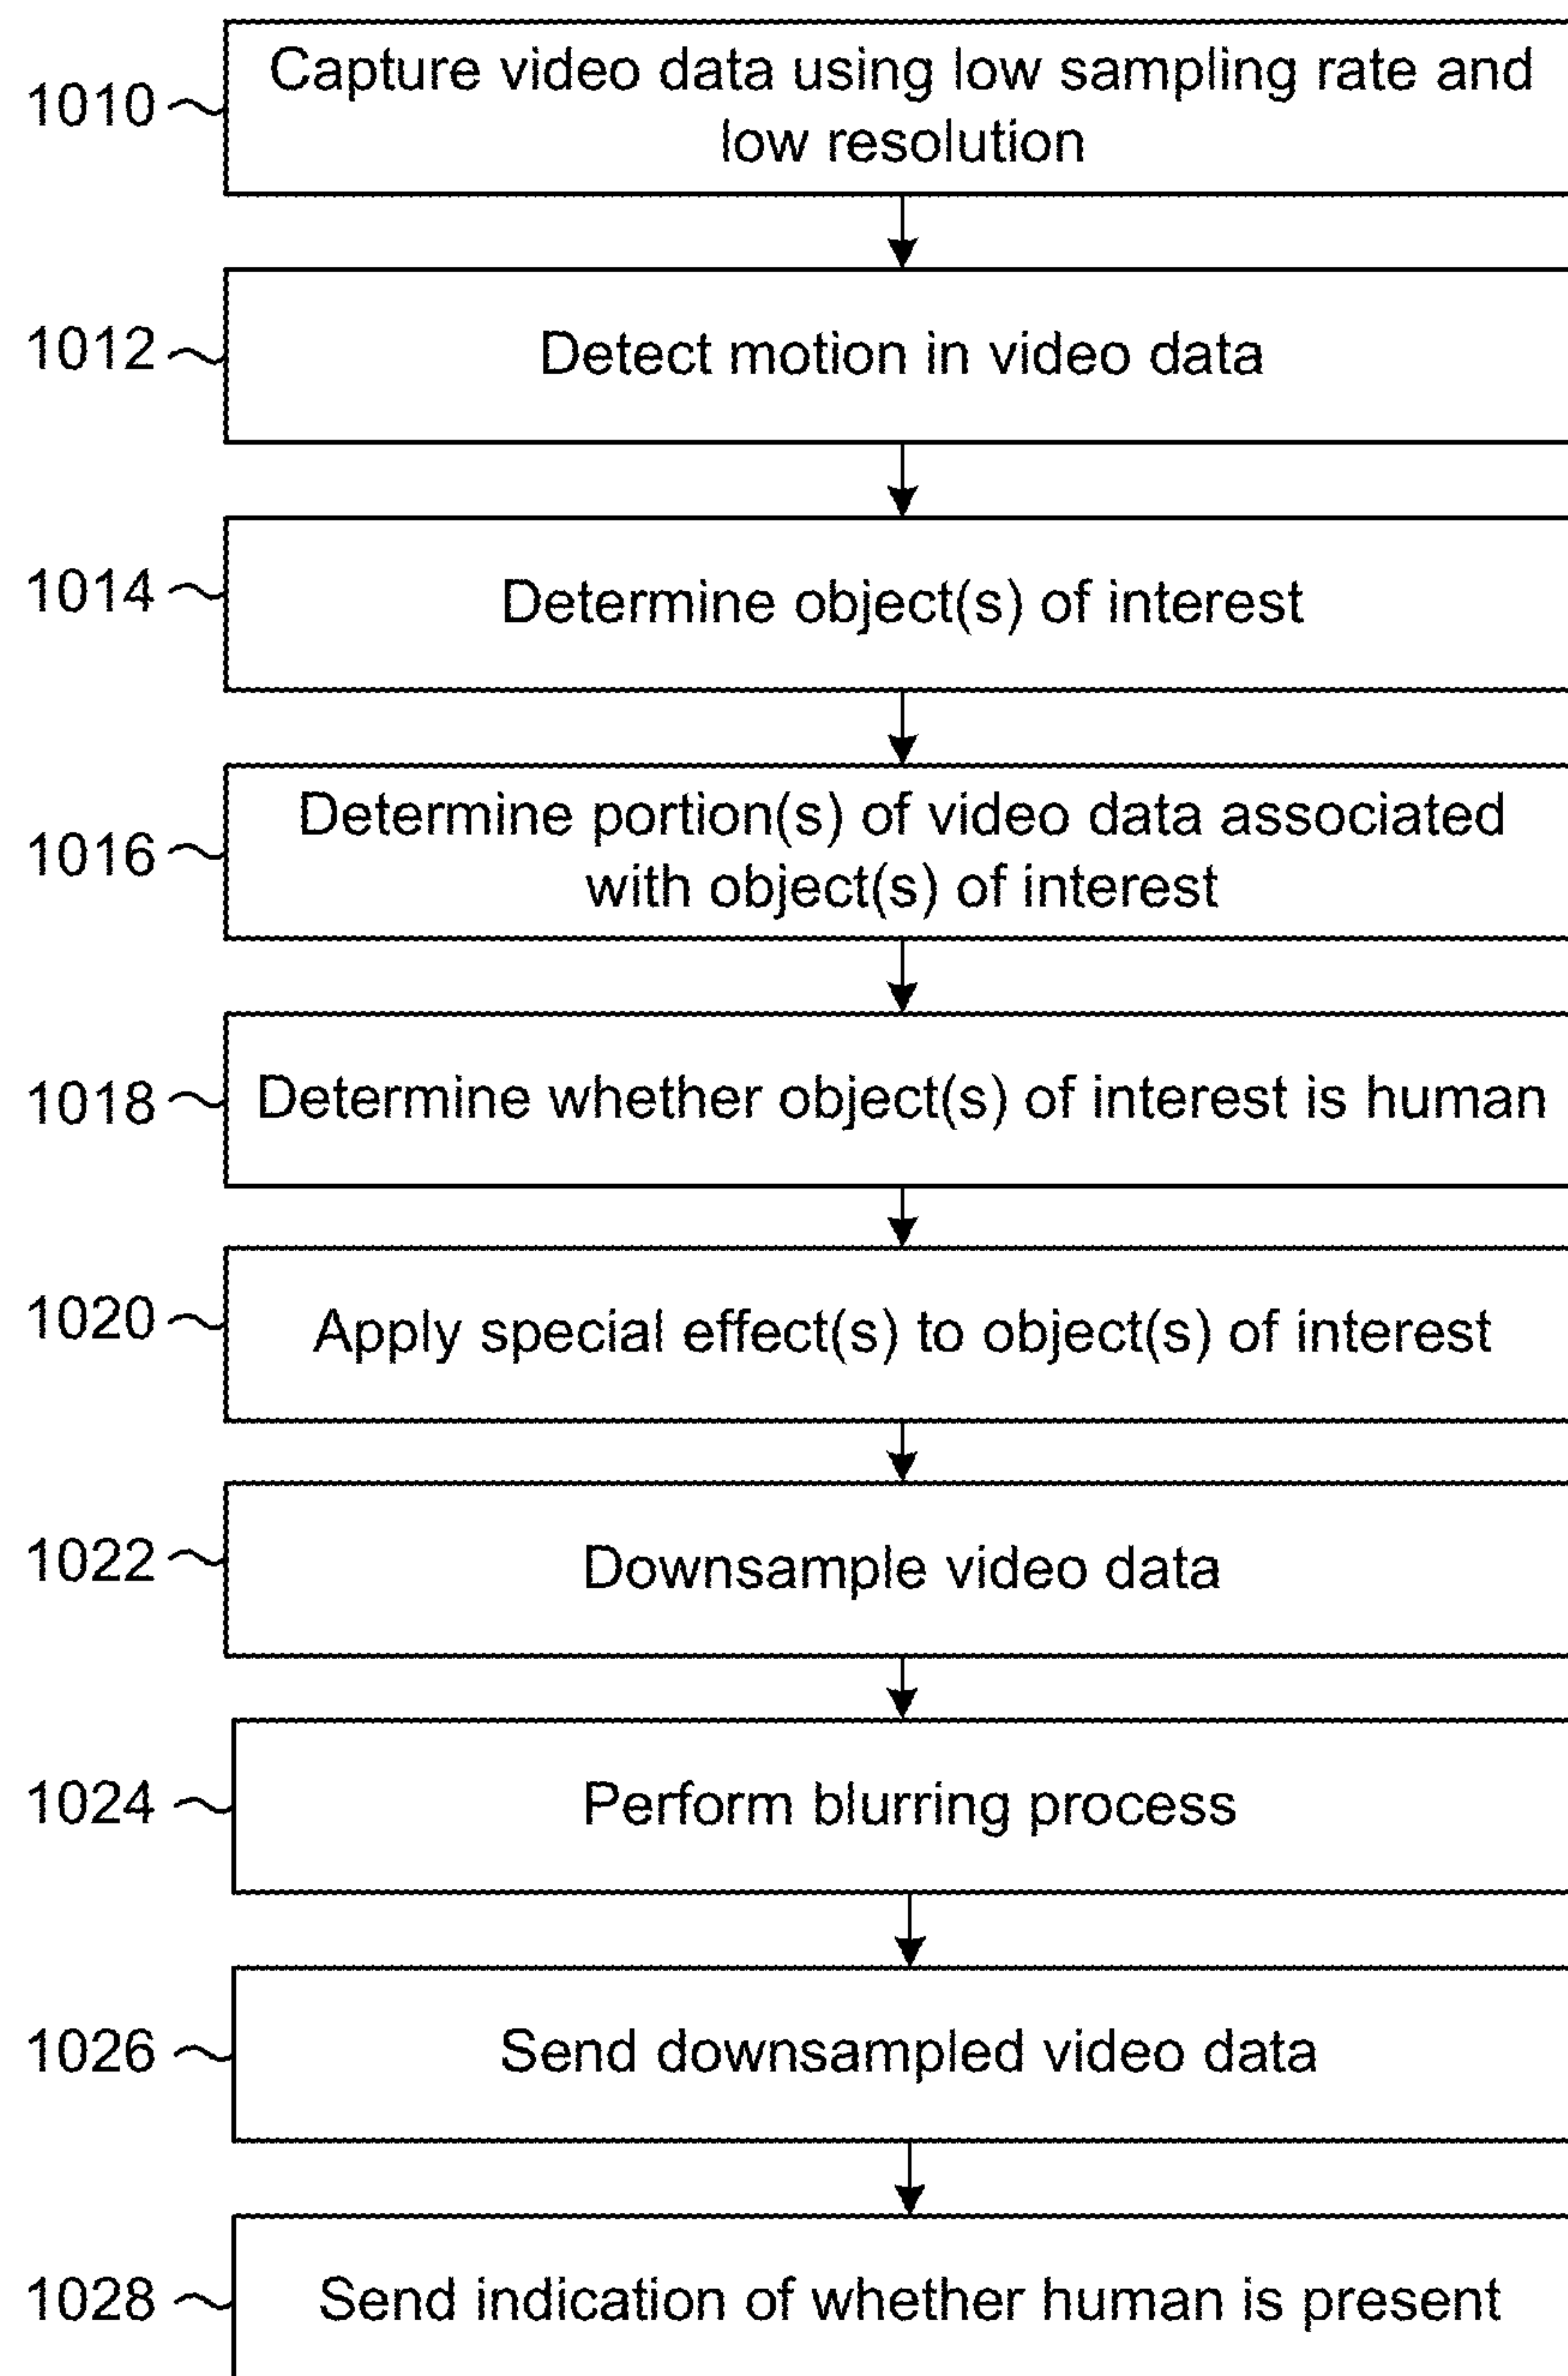 1010
Capture video data using low sampling rate and
low resolution
1012
Detect motion in video data
1014
Determine object(s) of interest
1016
Determine portion(s) of video data associated
with object(s) of interest
1018
Determine whether object(s) of interest is human
1020
Apply special effect(s) to object(s) of interest
1022
Downsample video data
1024
Perform blurring process
1026
Send downsampled video data
1028
Send indication of whether human is present